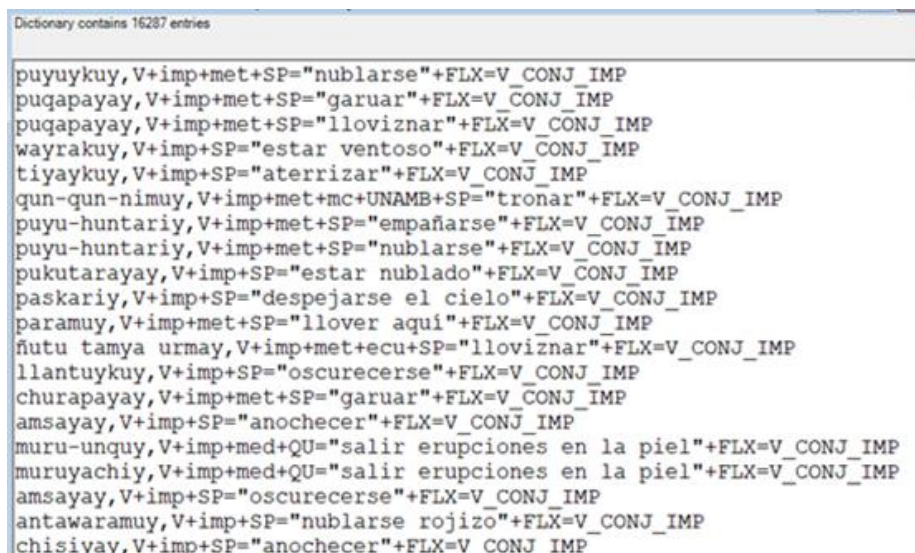 Dictionary contains 16287 entries
puyuykuy,V+imp+met+SP="nublarse"+FLX=V_CONJ_IMP
puqapayay,V+imp+met+SP="garuar"+FLX=V_CONJ_IMP
puqapayay,V+imp+met+SP="lloviznar"+FLX=V_CONJ_IMP
wayrakuy,V+imp+SP="estar ventoso"+FLX=V_CONJ_IMP
tiyaykuy,V+imp+SP="aterrizar"+FLX=V_CONJ_IMP
qun-qun-nimuy,V+imp+met+mc+UNAMB+SP="tronar"+FLX=V_CONJ_IMP
puyu-huntariy,V+imp+met+SP="empañarse"+FLX=V_CONJ_IMP
puyu-huntariy,V+imp+met+SP="nublarse"+FLX=V_CONJ_IMP
pukutarayay,V+imp+SP="estar nublado"+FLX=V_CONJ_IMP
paskariy,V+imp+SP="despejarse el cielo"+FLX=V_CONJ_IMP
paramuy,V+imp+met+SP="llover aquí"+FLX=V_CONJ_IMP
ñutu tamya urmay,V+imp+met+ecu+SP="lloviznar"+FLX=V_CONJ_IMP
llantuykuy,V+imp+SP="oscurecerse"+FLX=V_CONJ_IMP
churapayay,V+imp+met+SP="garuar"+FLX=V_CONJ_IMP
amsayay,V+imp+SP="anochecer"+FLX=V_CONJ_IMP
muru-unquy,V+imp+med+QU="salir erupciones en la piel"+FLX=V_CONJ_IMP
muruyachiy,V+imp+med+QU="salir erupciones en la piel"+FLX=V_CONJ_IMP
amsayay,V+imp+SP="oscurecerse"+FLX=V_CONJ_IMP
antawaramuy,V+imp+SP="nublarse rojizo"+FLX=V_CONJ_IMP
chisiyay,V+imp+SP="anochecer"+FLX=V_CONJ_IMP